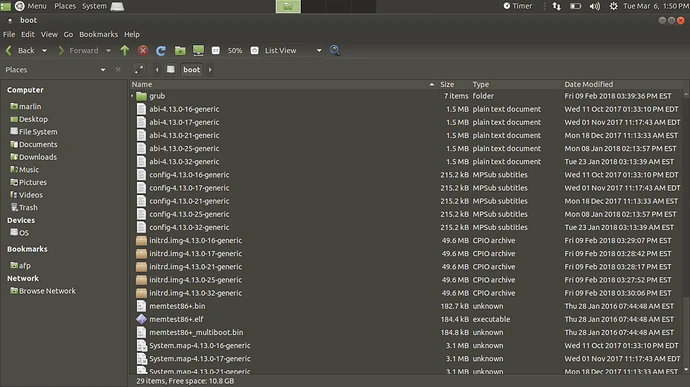 Menu Places System Timer Tue Mar 6, 1:50 PM
boot
File Edit View Go Bookmarks Help
Back Forward 50% List View
Places boot
Name Size Type Date Modified
Computer
marlin
Desktop
File System
Documents
Downloads
Music
Pictures
Videos
Trash
Devices
OS
Bookmarks
afp
Network
Browse Network
grub 7 items folder Fri 09 Feb 2018 03:39:36 PM EST
abi-4.13.0-16-generic 1.5 MB plain text document Wed 11 Oct 2017 01:33:10 PM EDT
abi-4.13.0-17-generic 1.5 MB plain text document Wed 01 Nov 2017 11:17:43 AM EDT
abi-4.13.0-21-generic 1.5 MB plain text document Mon 18 Dec 2017 11:13:33 AM EST
abi-4.13.0-25-generic 1.5 MB plain text document Mon 08 Jan 2018 02:13:57 PM EST
abi-4.13.0-32-generic 1.5 MB plain text document Tue 23 Jan 2018 03:13:39 AM EST
config-4.13.0-16-generic 215.2 kB MPSub subtitles Wed 11 Oct 2017 01:33:10 PM EDT
config-4.13.0-17-generic 215.2 kB MPSub subtitles Wed 01 Nov 2017 11:17:43 AM EDT
config-4.13.0-21-generic 215.2 kB MPSub subtitles Mon 18 Dec 2017 11:13:33 AM EST
config-4.13.0-25-generic 215.2 kB MPSub subtitles Mon 08 Jan 2018 02:13:57 PM EST
config-4.13.0-32-generic 215.2 kB MPSub subtitles Tue 23 Jan 2018 03:13:39 AM EST
initrd.img-4.13.0-16-generic 49.6 MB CPIO archive Fri 09 Feb 2018 03:29:07 PM EST
initrd.img-4.13.0-17-generic 49.6 MB CPIO archive Fri 09 Feb 2018 03:28:42 PM EST
initrd.img-4.13.0-21-generic 49.6 MB CPIO archive Fri 09 Feb 2018 03:28:17 PM EST
initrd.img-4.13.0-25-generic 49.6 MB CPIO archive Fri 09 Feb 2018 03:27:52 PM EST
initrd.img-4.13.0-32-generic 49.6 MB CPIO archive Fri 09 Feb 2018 03:30:06 PM EST
memtest86+.bin 182.7 kB unknown Thu 28 Jan 2016 07:44:48 AM EST
memtest86+.elf 184.4 kB executable Thu 28 Jan 2016 07:44:48 AM EST
memtest86+_multiboot.bin 184.8 kB unknown Thu 28 Jan 2016 07:44:48 AM EST
System.map-4.13.0-16-generic 3.1 MB unknown Wed 11 Oct 2017 01:33:10 PM EDT
System.map-4.13.0-17-generic 3.1 MB unknown Wed 01 Nov 2017 11:17:43 AM EDT
System.map-4.13.0-21-generic 3.1 MB unknown Mon 18 Dec 2017 11:13:33 AM EST
29 items, Free space: 10.8 GB